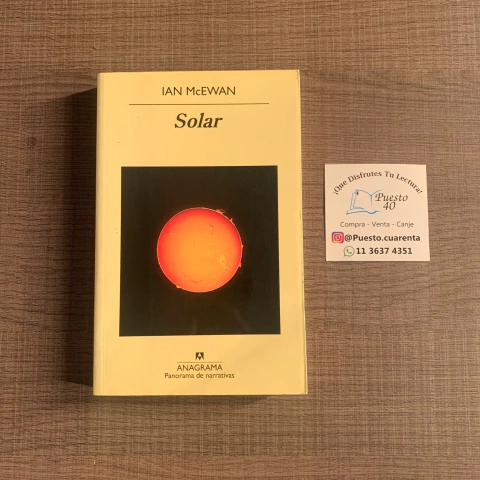 IAN McEWAN
Solar
ANAGRAMA
Panorama de narrativas
¡Que Disfrutes Tu Lectura!
Puesto
40
Compra - Venta - Canje
@Puesto.cuarenta
11 3637 4351